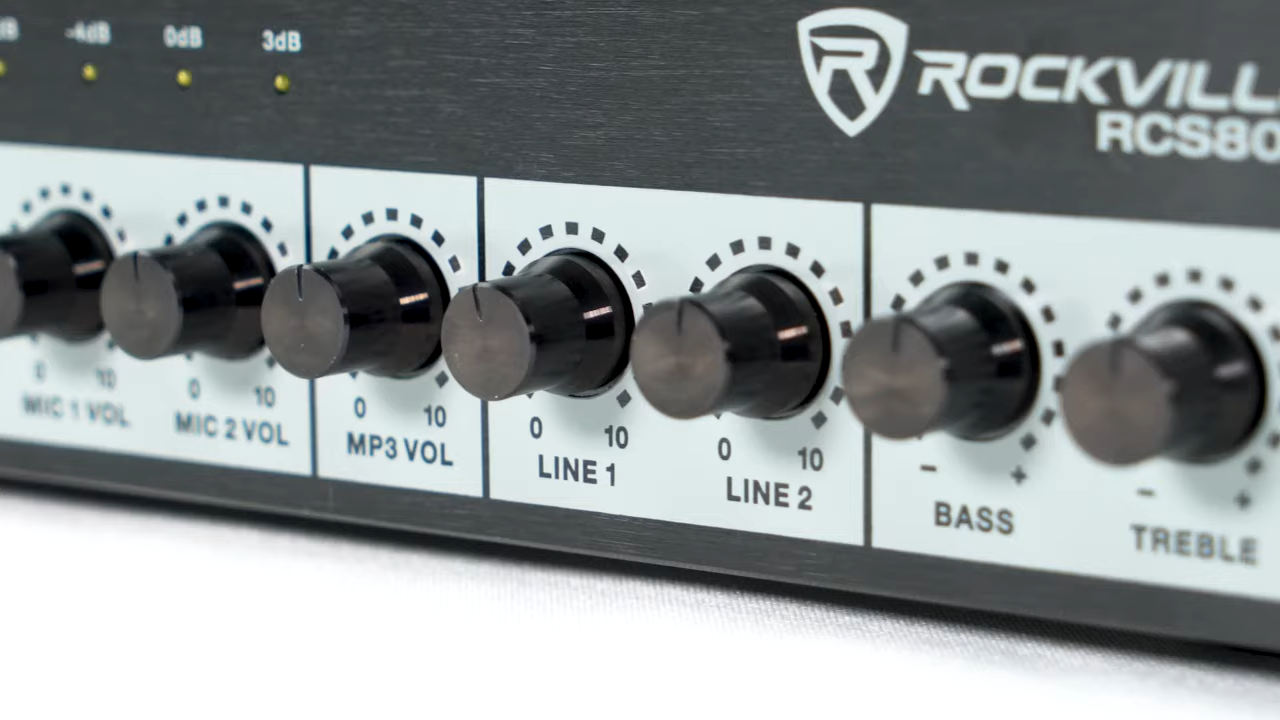 -4dB 0dB 3dB
ROCKVILL
RCS80
0 10
MIC 1 VOL
0 10
MIC 2 VOL
0 10
MP3 VOL
0 10
LINE 1
0 10
LINE 2
- +
BASS
- +
TREBLE